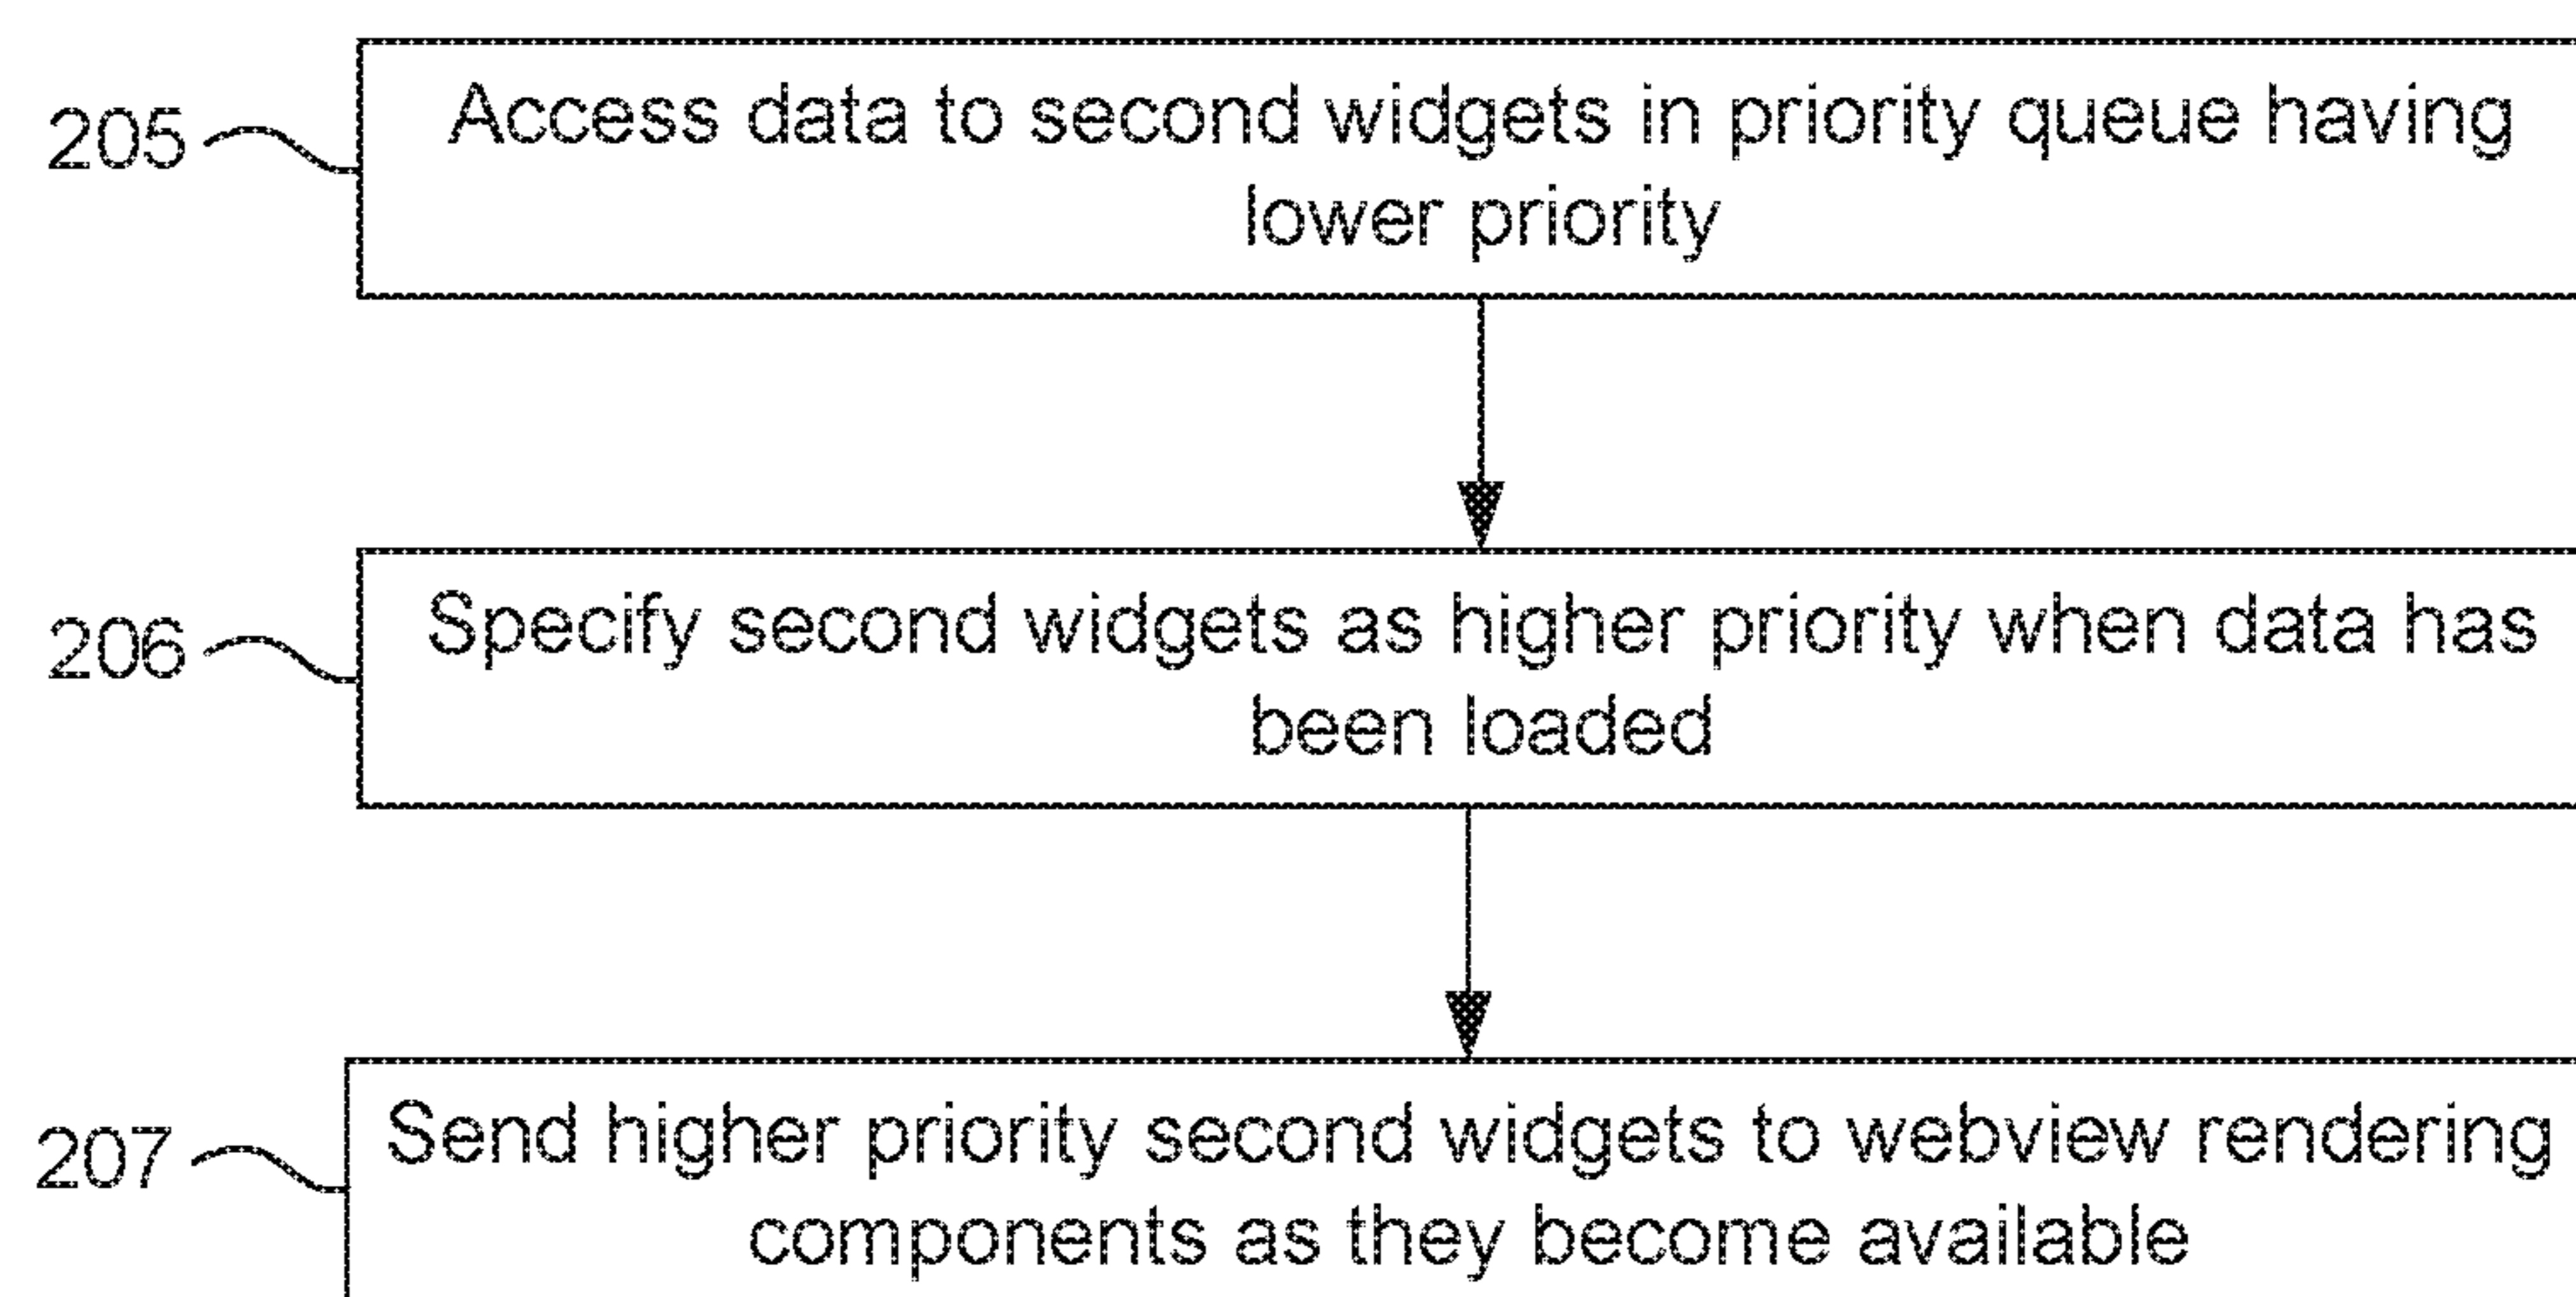 205
Access data to second widgets in priority queue having
lower priority
206
Specify second widgets as higher priority when data has
been loaded
207
Send higher priority second widgets to webview rendering
components as they become available